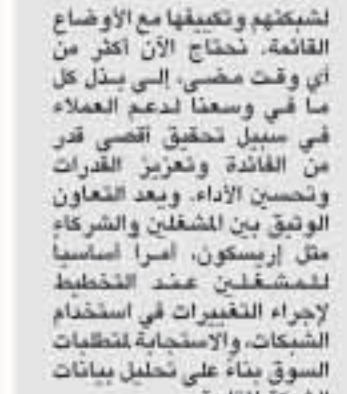 لشبكتهم وتكييفها مع الأوضاع
القائمة. نحتاج الآن أكثر من
أي وقت مضى، إلى بذل كل
ما في وسعنا لدعم العملاء
في سبيل تحقيق أقصى قدر
من الفائدة وتعزيز القدرات
وتحسين الأداء. ويعد التعاون
الوثيق بين المشغلين والشركاء
مثل إريسكون، أمرا أساسياً
للمشغلين عند التخطيط
لإجراء التغييرات في استخدام
الشبكات، والاستجابة لمتطلبات
السوق بناءً على تحليل بيانات